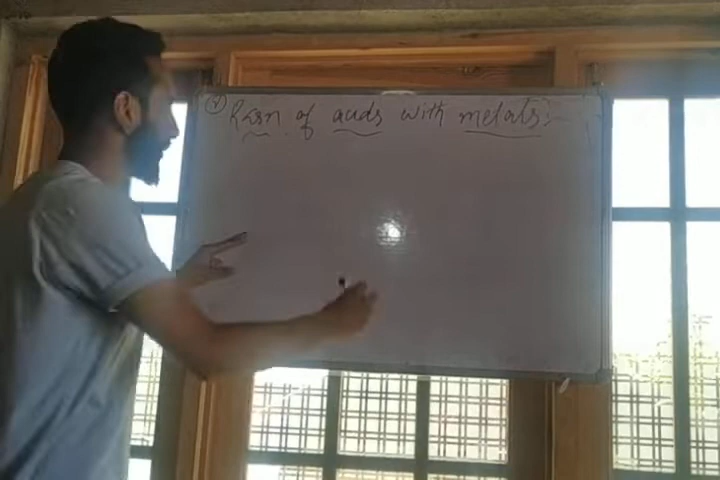 (1) Rxn of acids with metals:-